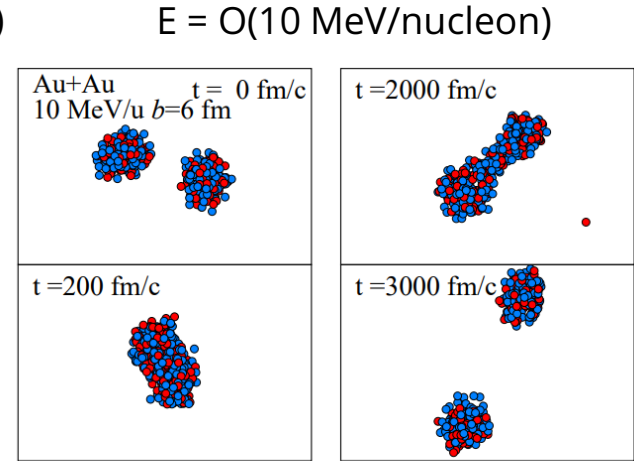 ) E = O(10 MeV/nucleon)
Au+Au t = 0 fm/c
10 MeV/u b=6 fm
t =2000 fm/c
t =200 fm/c
t =3000 fm/c